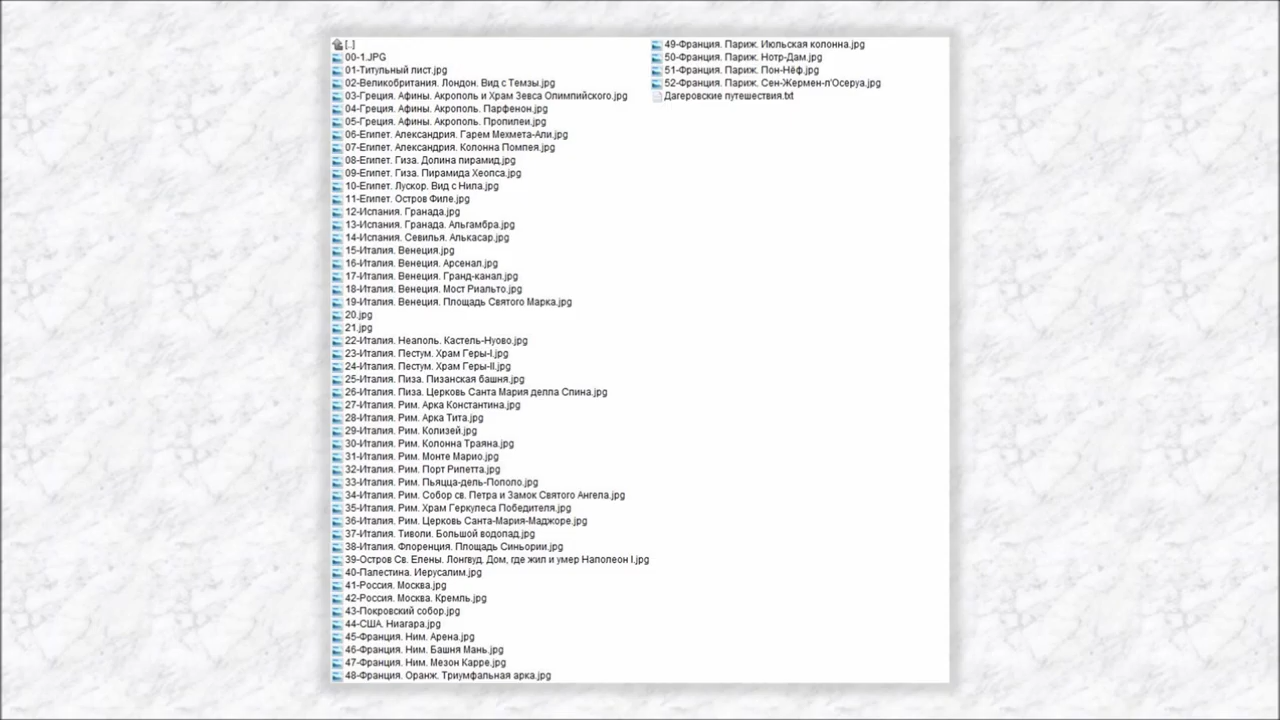 [..]
00-1.JPG
01-Титульный лист.jpg
02-Великобритания. Лондон. Вид с Темзы.jpg
03-Греция. Афины. Акрополь и Храм Зевса Олимпийского.jpg
04-Греция. Афины. Акрополь. Парфенон.jpg
05-Греция. Афины. Акрополь. Пропилеи.jpg
06-Египет. Александрия. Гарем Мехмета-Али.jpg
07-Египет. Александрия. Колонна Помпея.jpg
08-Египет. Гиза. Долина пирамид.jpg
09-Египет. Гиза. Пирамида Хеопса.jpg
10-Египет. Лускор. Вид с Нила.jpg
11-Египет. Остров Филе.jpg
12-Испания. Гранада.jpg
13-Испания. Гранада. Альгамбра.jpg
14-Испания. Севилья. Алькасар.jpg
15-Италия. Венеция.jpg
16-Италия. Венеция. Арсенал.jpg
17-Италия. Венеция. Гранд-канал.jpg
18-Италия. Венеция. Мост Риальто.jpg
19-Италия. Венеция. Площадь Святого Марка.jpg
20.jpg
21.jpg
22-Италия. Неаполь. Кастель-Нуово.jpg
23-Италия. Пестум. Храм Геры-I.jpg
24-Италия. Пестум. Храм Геры-II.jpg
25-Италия. Пиза. Пизанская башня.jpg
26-Италия. Пиза. Церковь Санта Мария делла Спина.jpg
27-Италия. Рим. Арка Константина.jpg
28-Италия. Рим. Арка Тита.jpg
29-Италия. Рим. Колизей.jpg
30-Италия. Рим. Колонна Траяна.jpg
31-Италия. Рим. Монте Марио.jpg
32-Италия. Рим. Порт Рипетта.jpg
33-Италия. Рим. Пьяцца-дель-Пополо.jpg
34-Италия. Рим. Собор св. Петра и Замок Святого Ангела.jpg
35-Италия. Рим. Храм Геркулеса Победителя.jpg
36-Италия. Рим. Церковь Санта-Мария-Маджоре.jpg
37-Италия. Тиволи. Большой водопад.jpg
38-Италия. Флоренция. Площадь Синьории.jpg
39-Остров Св. Елены. Лонгвуд. Дом, где жил и умер Наполеон I.jpg
40-Палестина. Иерусалим.jpg
41-Россия. Москва.jpg
42-Россия. Москва. Кремль.jpg
43-Покровский собор.jpg
44-США. Ниагара.jpg
45-Франция. Ним. Арена.jpg
46-Франция. Ним. Башня Мань.jpg
47-Франция. Ним. Мезон Карре.jpg
48-Франция. Оранж. Триумфальная арка.jpg
49-Франция. Париж. Июльская колонна.jpg
50-Франция. Париж. Нотр-Дам.jpg
51-Франция. Париж. Пон-Нёф.jpg
52-Франция. Париж. Сен-Жермен-л'Осеруа.jpg
Дагеровские путешествия.txt